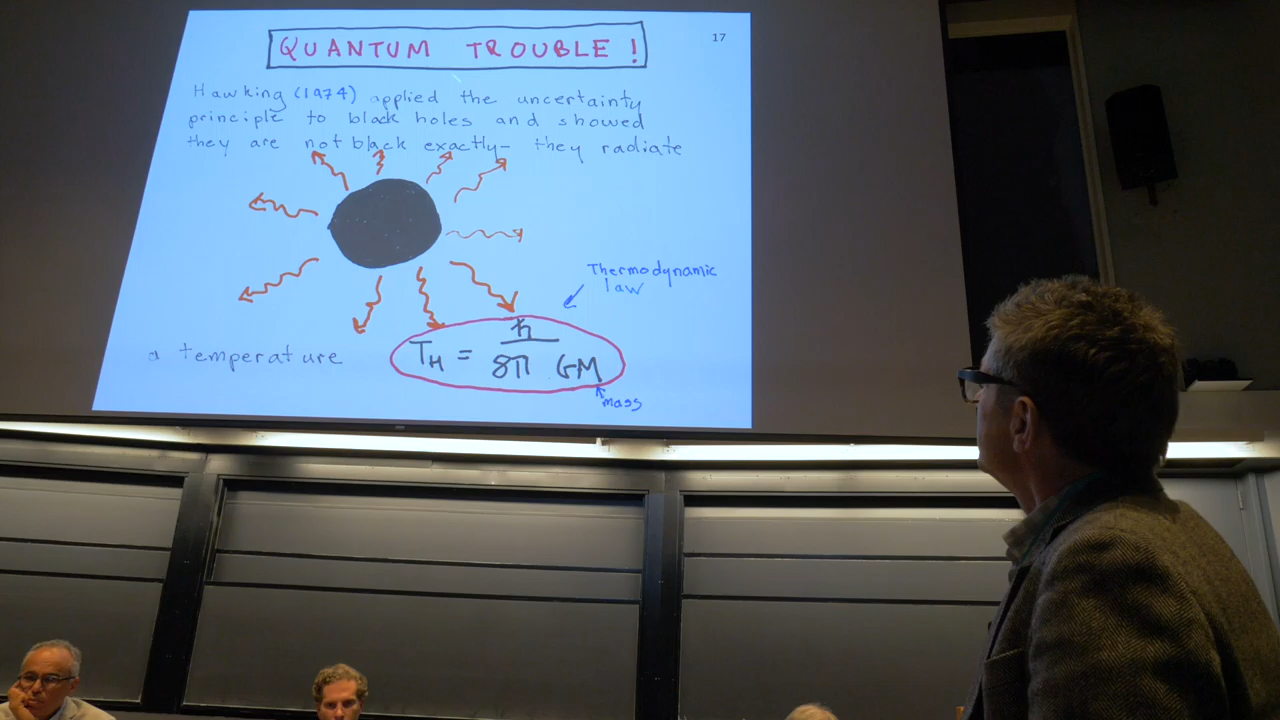 QUANTUM TROUBLE!
17
Hawking (1974) applied the uncertainty
principle to black holes and showed
they are not black exactly - they radiate
Thermodynamic
law
a temperature
T_H = ℏ / 8π GM
mass